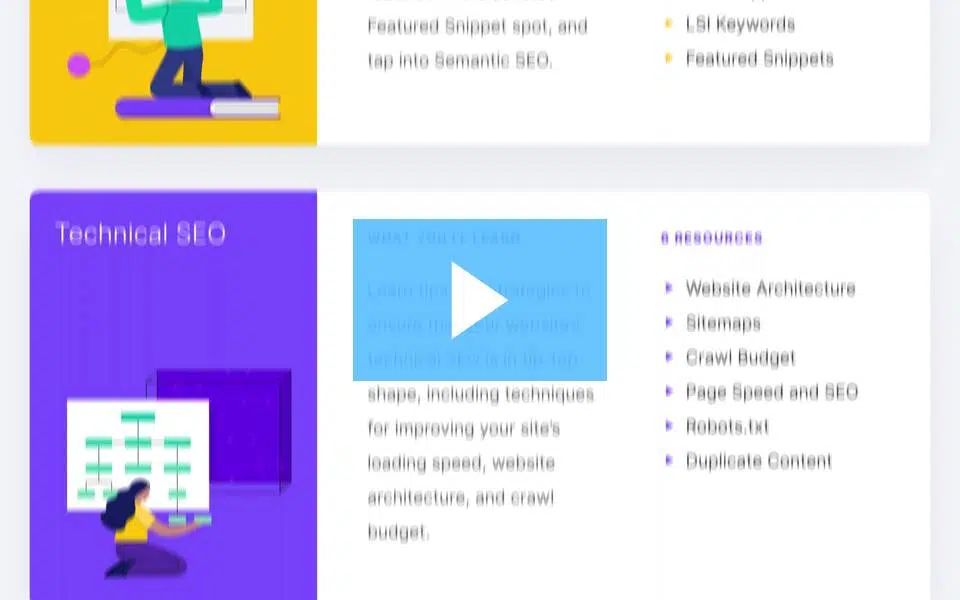 Featured Snippet spot, and
tap into Semantic SEO.
LSI Keywords
Featured Snippets
Technical SEO
WHAT YOU'LL LEARN
Learn tips and strategies to
ensure that your website's
technical SEO is in tip-top
shape, including techniques
for improving your site's
loading speed, website
architecture, and crawl
budget.
6 RESOURCES
Website Architecture
Sitemaps
Crawl Budget
Page Speed and SEO
Robots.txt
Duplicate Content